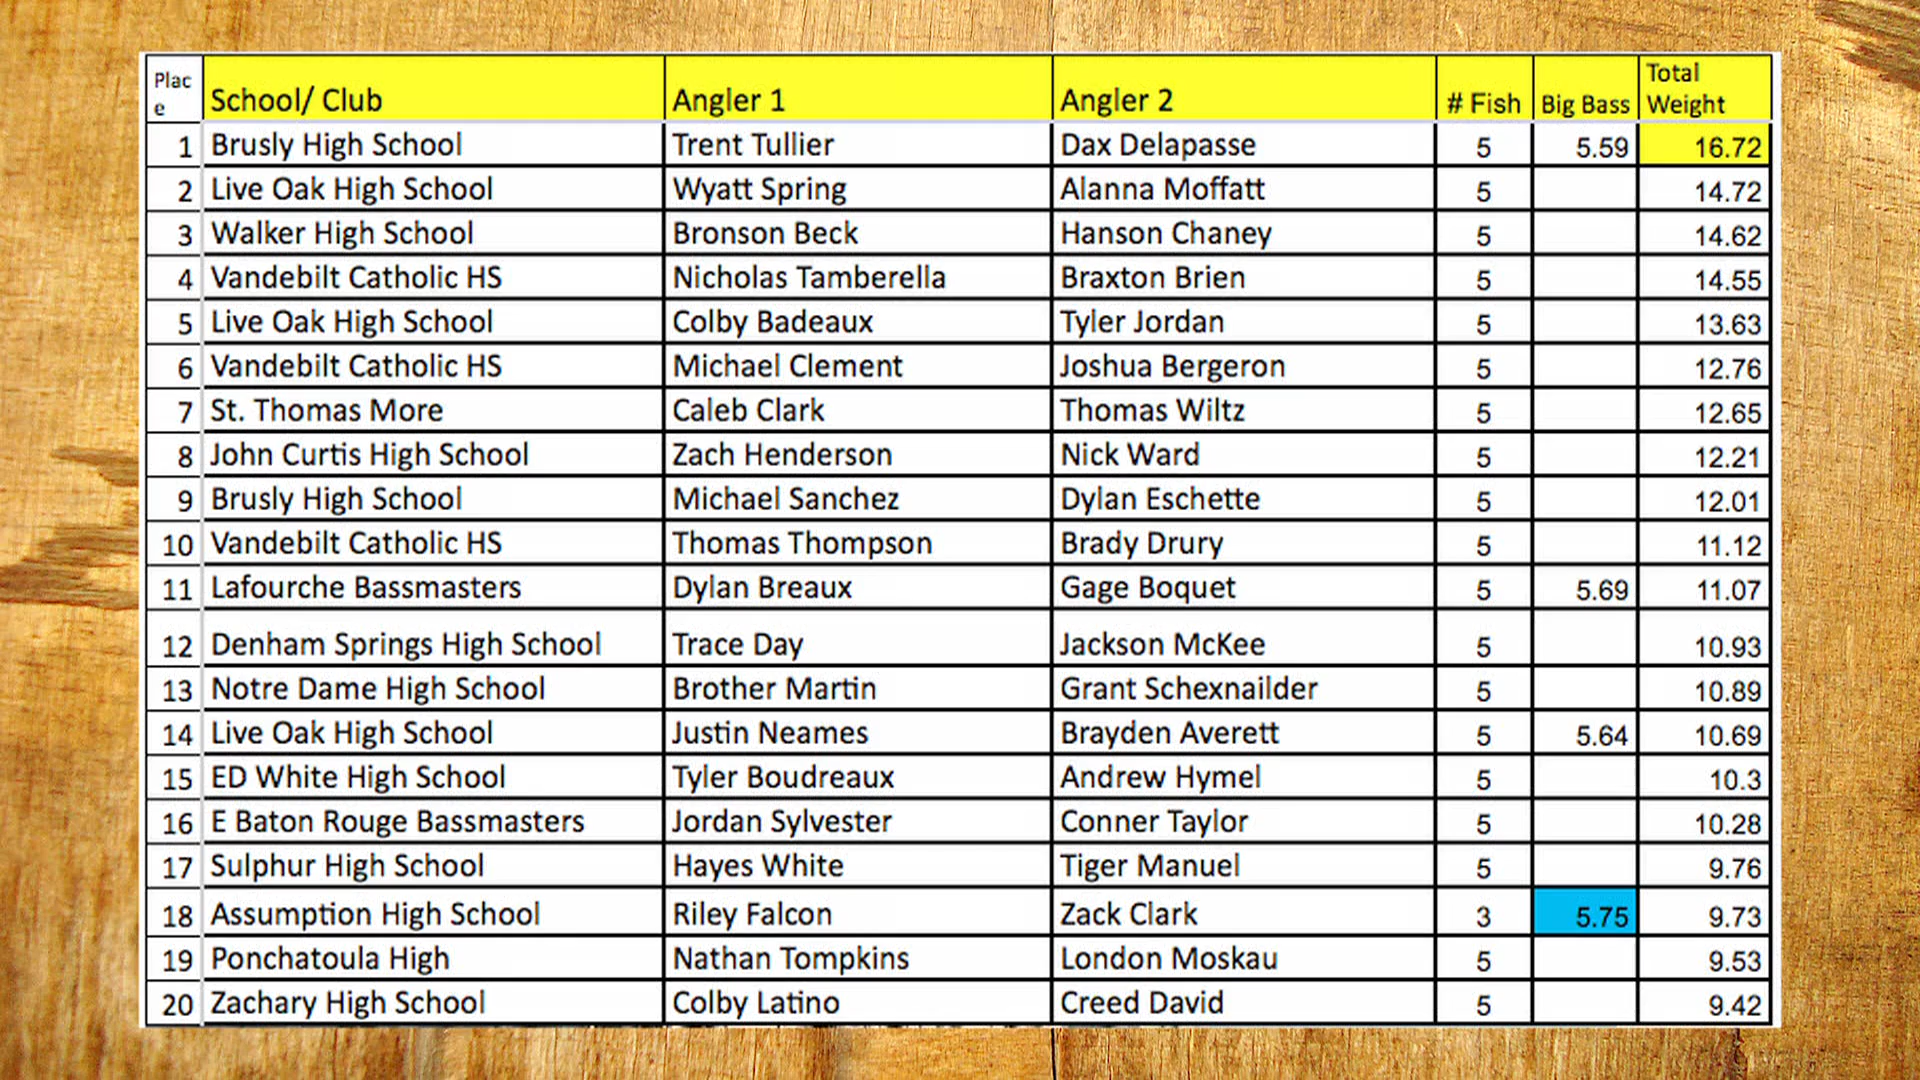 Plac
e School/ Club Angler 1 Angler 2 # Fish Big Bass Total
Weight
1 Brusly High School Trent Tullier Dax Delapasse 5 5.59 16.72
2 Live Oak High School Wyatt Spring Alanna Moffatt 5 14.72
3 Walker High School Bronson Beck Hanson Chaney 5 14.62
4 Vandebilt Catholic HS Nicholas Tamberella Braxton Brien 5 14.55
5 Live Oak High School Colby Badeaux Tyler Jordan 5 13.63
6 Vandebilt Catholic HS Michael Clement Joshua Bergeron 5 12.76
7 St. Thomas More Caleb Clark Thomas Wiltz 5 12.65
8 John Curtis High School Zach Henderson Nick Ward 5 12.21
9 Brusly High School Michael Sanchez Dylan Eschette 5 12.01
10 Vandebilt Catholic HS Thomas Thompson Brady Drury 5 11.12
11 Lafourche Bassmasters Dylan Breaux Gage Boquet 5 5.69 11.07
12 Denham Springs High School Trace Day Jackson McKee 5 10.93
13 Notre Dame High School Brother Martin Grant Schexnailder 5 10.89
14 Live Oak High School Justin Neames Brayden Averett 5 5.64 10.69
15 ED White High School Tyler Boudreaux Andrew Hymel 5 10.3
16 E Baton Rouge Bassmasters Jordan Sylvester Conner Taylor 5 10.28
17 Sulphur High School Hayes White Tiger Manuel 5 9.76
18 Assumption High School Riley Falcon Zack Clark 3 5.75 9.73
19 Ponchatoula High Nathan Tompkins London Moskau 5 9.53
20 Zachary High School Colby Latino Creed David 5 9.42